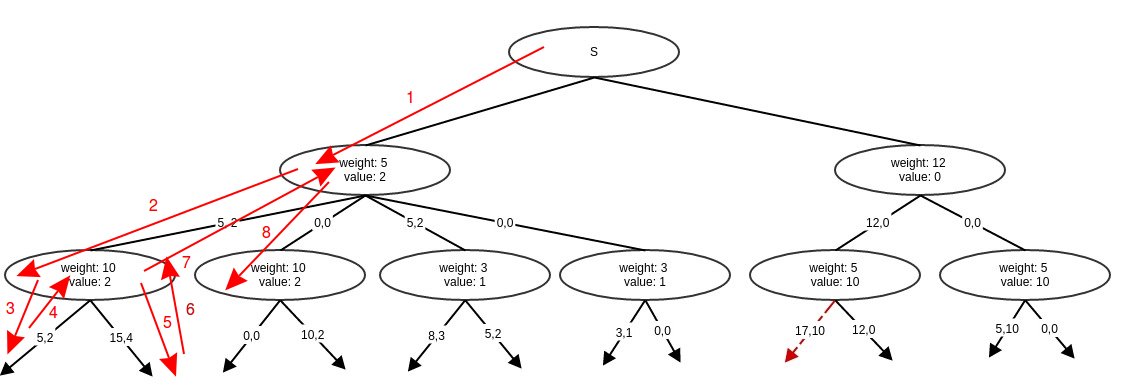 S
1
weight: 5
value: 2
weight: 12
value: 0
2
5,2
0,0
5,2
0,0
12,0
0,0
8
7
weight: 10
value: 2
weight: 10
value: 2
weight: 3
value: 1
weight: 3
value: 1
weight: 5
value: 10
weight: 5
value: 10
3
4
5
6
5,2
15,4
0,0
10,2
8,3
5,2
3,1
0,0
17,10
12,0
5,10
0,0